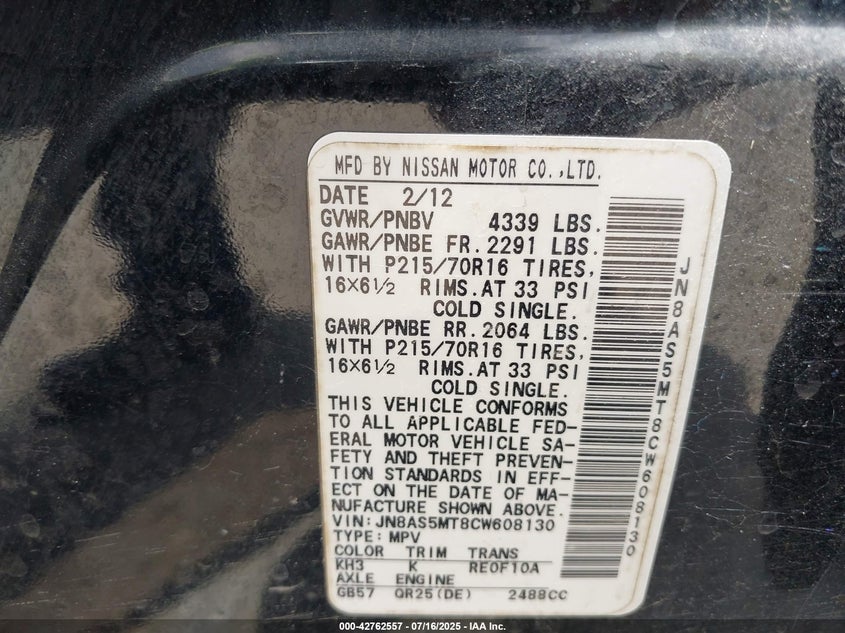 MFD BY NISSAN MOTOR CO.,LTD.
DATE 2/12
GVWR/PNBV 4339 LBS.
GAWR/PNBE FR. 2291 LBS.
WITH P215/70R16 TIRES,
16×6½ RIMS. AT 33 PSI
COLD SINGLE.
GAWR/PNBE RR. 2064 LBS.
WITH P215/70R16 TIRES,
16×6½ RIMS. AT 33 PSI
COLD SINGLE.
THIS VEHICLE CONFORMS
TO ALL APPLICABLE FED-
ERAL MOTOR VEHICLE SA-
FETY AND THEFT PREVEN-
TION STANDARDS IN EFF-
ECT ON THE DATE OF MA-
NUFACTURE SHOWN ABOVE.
VIN: JN8AS5MT8CW608130
TYPE: MPV
COLOR TRIM TRANS
KH3 K RE0F10A
AXLE ENGINE
GB57 QR25(DE) 2488CC
JN8AS5MT8CW608130
000-42762557 - 07/16/2025 - IAA Inc.